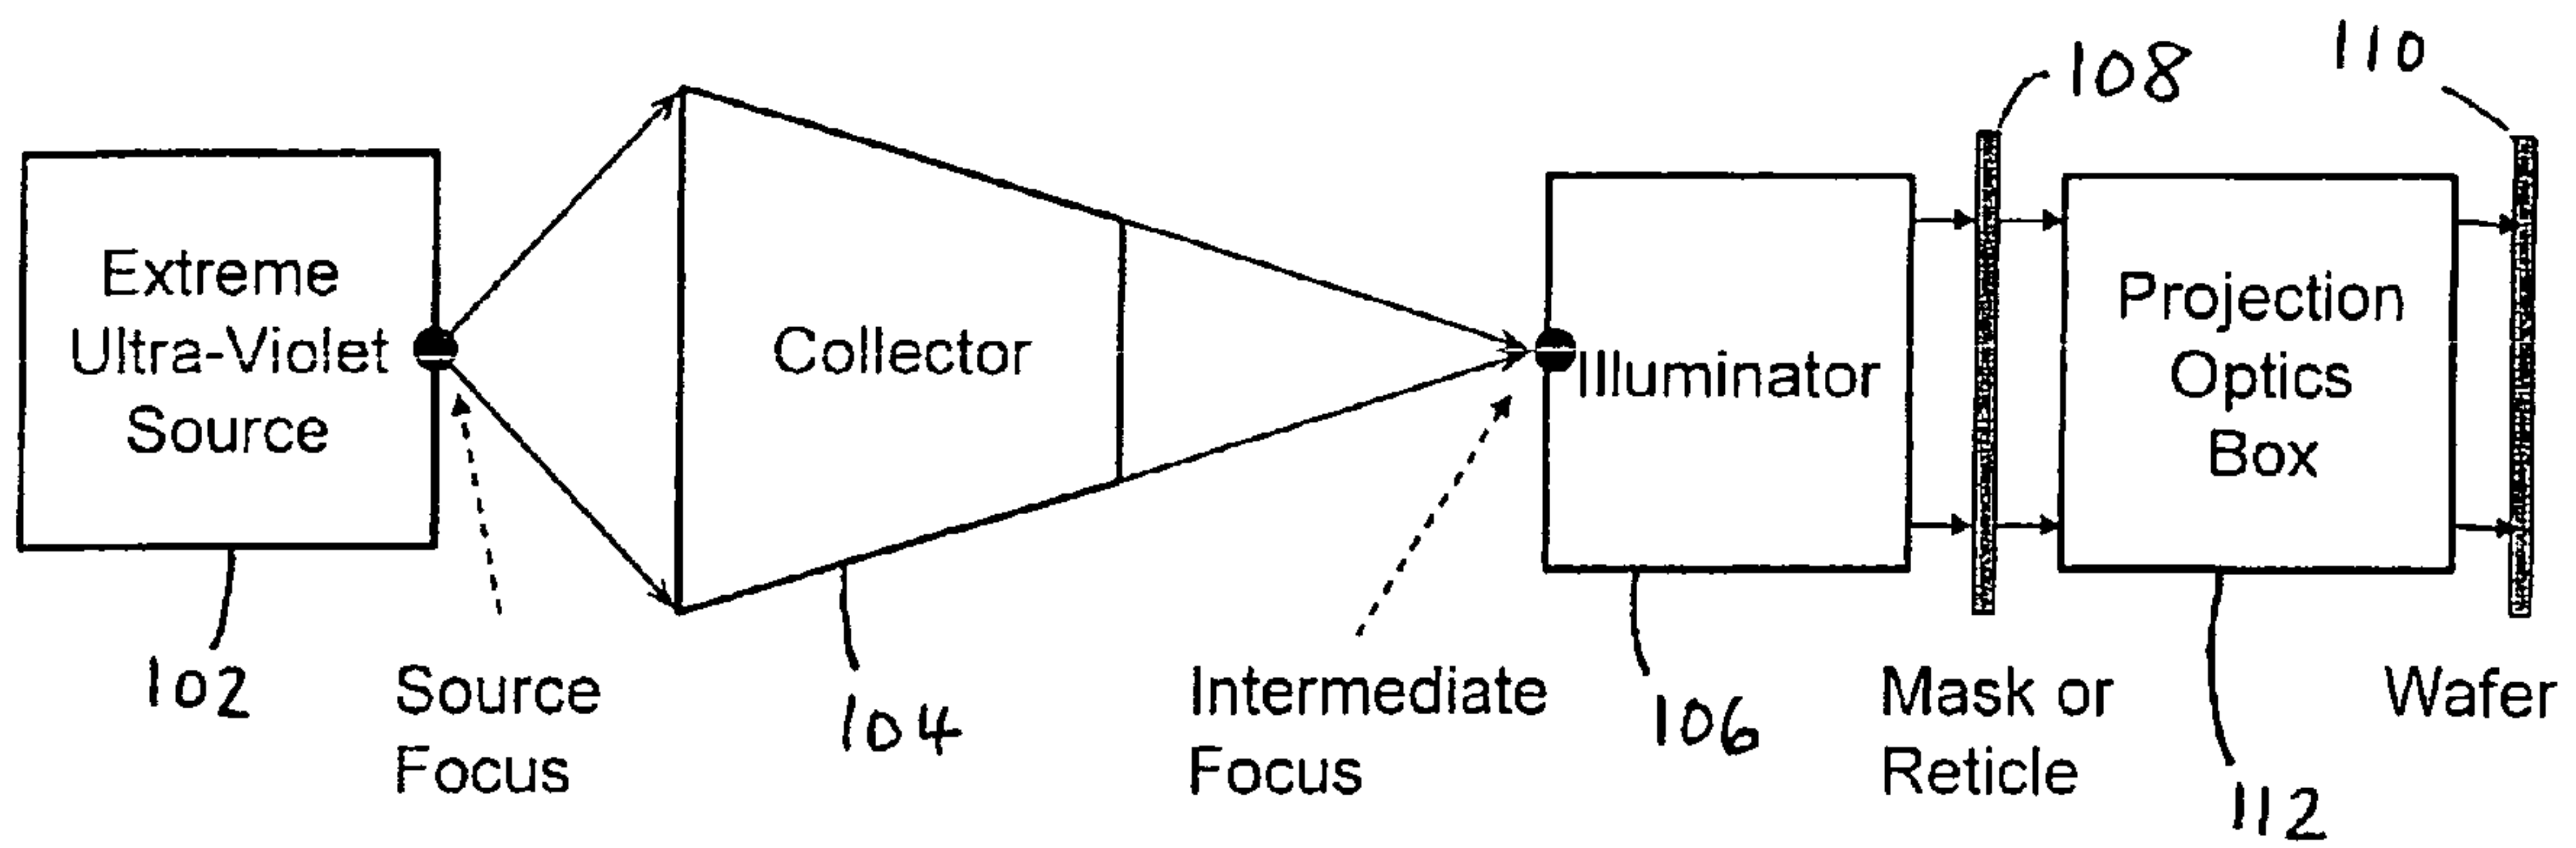 108
110
Extreme
Ultra-Violet
Source
Collector
Illuminator
Projection
Optics
Box
102
Source
Focus
104
Intermediate
Focus
106
Mask or
Reticle
112
Wafer